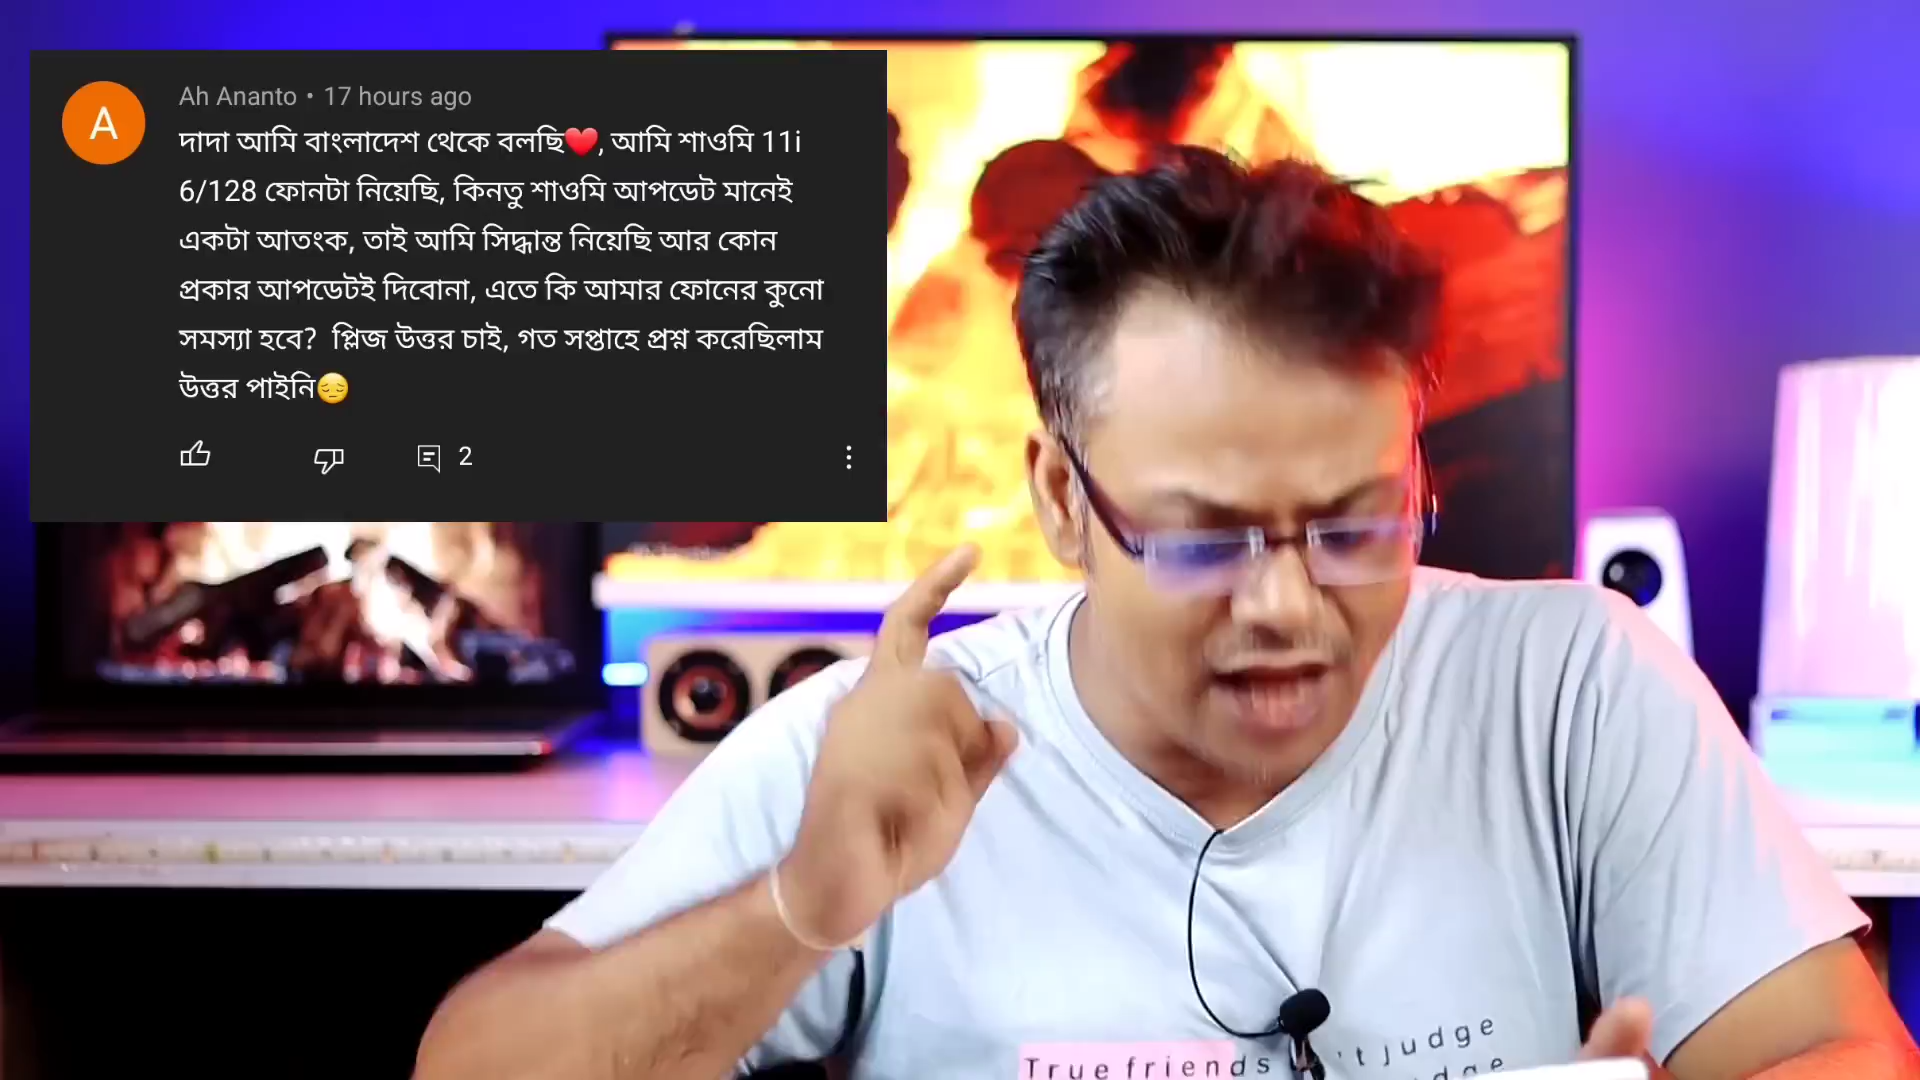 A
Ah Ananto • 17 hours ago
দাদা আমি বাংলাদেশ থেকে বলছি❤️, আমি শাওমি 11i
6/128 ফোনটা নিয়েছি, কিনতু শাওমি আপডেট মানেই
একটা আতংক, তাই আমি সিদ্ধান্ত নিয়েছি আর কোন
প্রকার আপডেটই দিবোনা, এতে কি আমার ফোনের কুনো
সমস্যা হবে? প্লিজ উত্তর চাই, গত সপ্তাহে প্রশ্ন করেছিলাম
উত্তর পাইনি😔
2
True friends 't judge